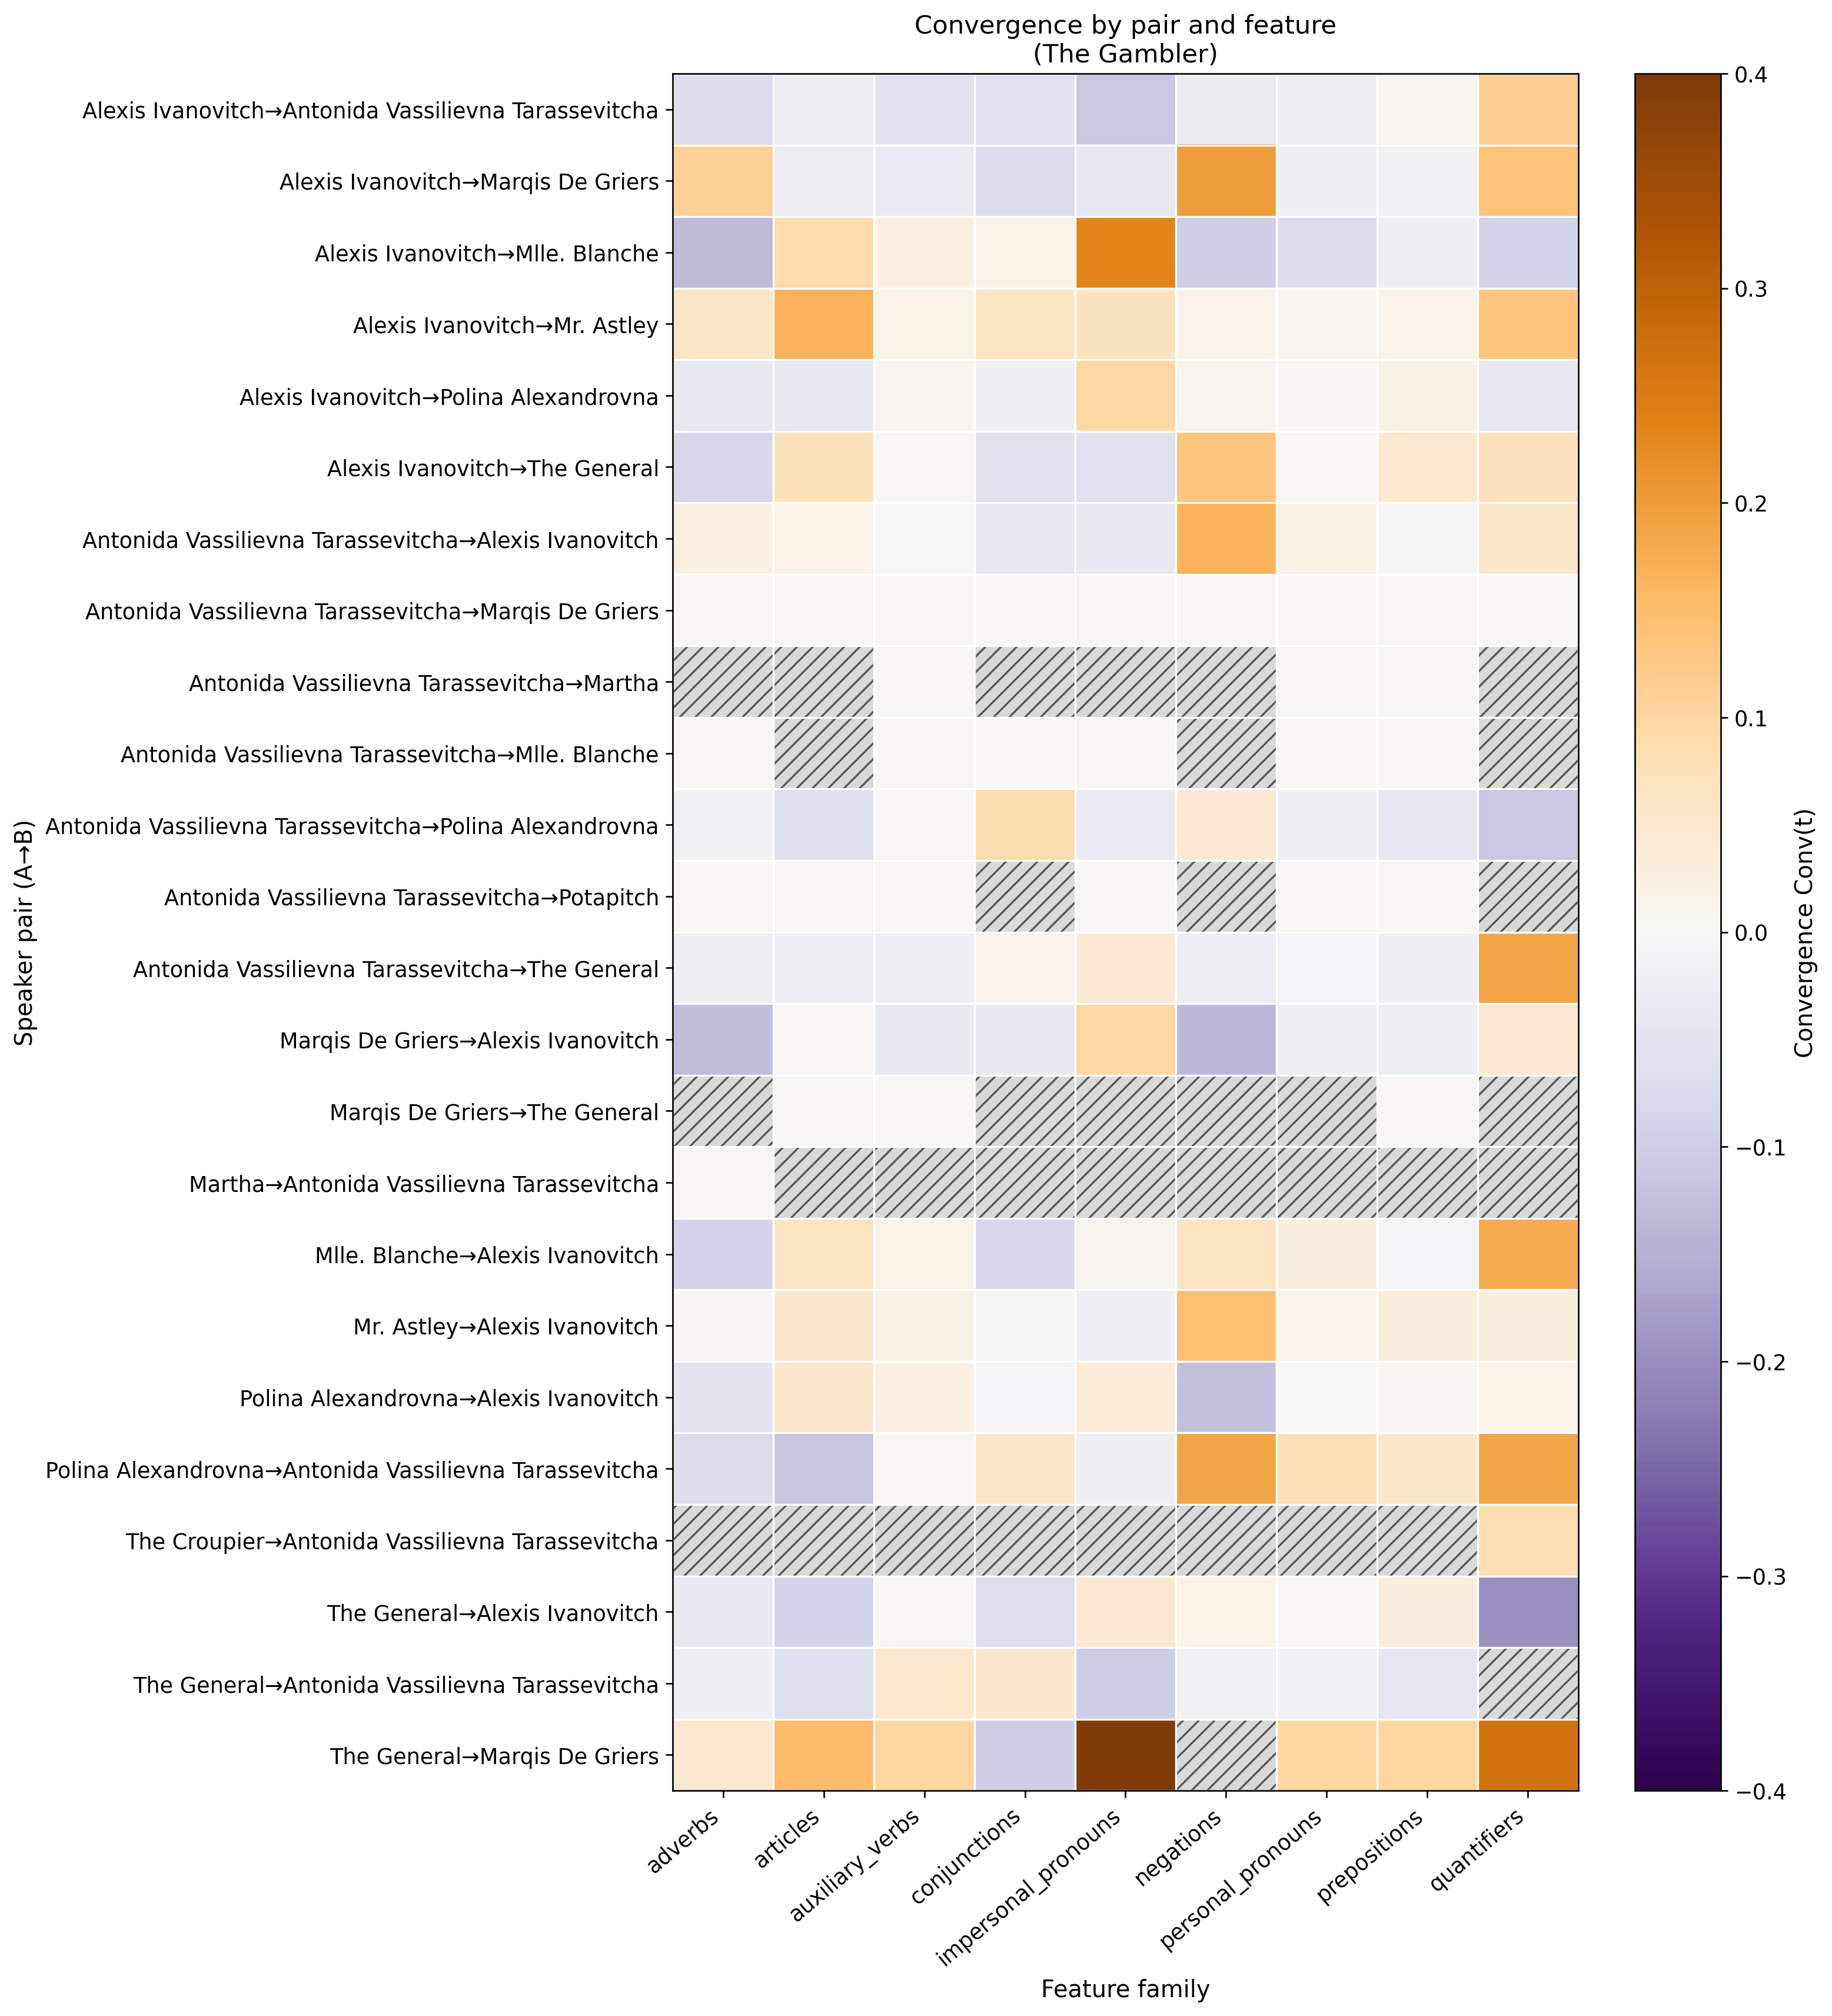 Convergence by pair and feature
(The Gambler)
Speaker pair (A→B)
Alexis Ivanovitch→Antonida Vassilievna Tarassevitcha
Alexis Ivanovitch→Marqis De Griers
Alexis Ivanovitch→Mlle. Blanche
Alexis Ivanovitch→Mr. Astley
Alexis Ivanovitch→Polina Alexandrovna
Alexis Ivanovitch→The General
Antonida Vassilievna Tarassevitcha→Alexis Ivanovitch
Antonida Vassilievna Tarassevitcha→Marqis De Griers
Antonida Vassilievna Tarassevitcha→Martha
Antonida Vassilievna Tarassevitcha→Mlle. Blanche
Antonida Vassilievna Tarassevitcha→Polina Alexandrovna
Antonida Vassilievna Tarassevitcha→Potapitch
Antonida Vassilievna Tarassevitcha→The General
Marqis De Griers→Alexis Ivanovitch
Marqis De Griers→The General
Martha→Antonida Vassilievna Tarassevitcha
Mlle. Blanche→Alexis Ivanovitch
Mr. Astley→Alexis Ivanovitch
Polina Alexandrovna→Alexis Ivanovitch
Polina Alexandrovna→Antonida Vassilievna Tarassevitcha
The Croupier→Antonida Vassilievna Tarassevitcha
The General→Alexis Ivanovitch
The General→Antonida Vassilievna Tarassevitcha
The General→Marqis De Griers
adverbs
articles
auxiliary_verbs
conjunctions
impersonal_pronouns
negations
personal_pronouns
prepositions
quantifiers
Feature family
0.4
0.3
0.2
0.1
0.0
−0.1
−0.2
−0.3
−0.4
Convergence Conv(t)